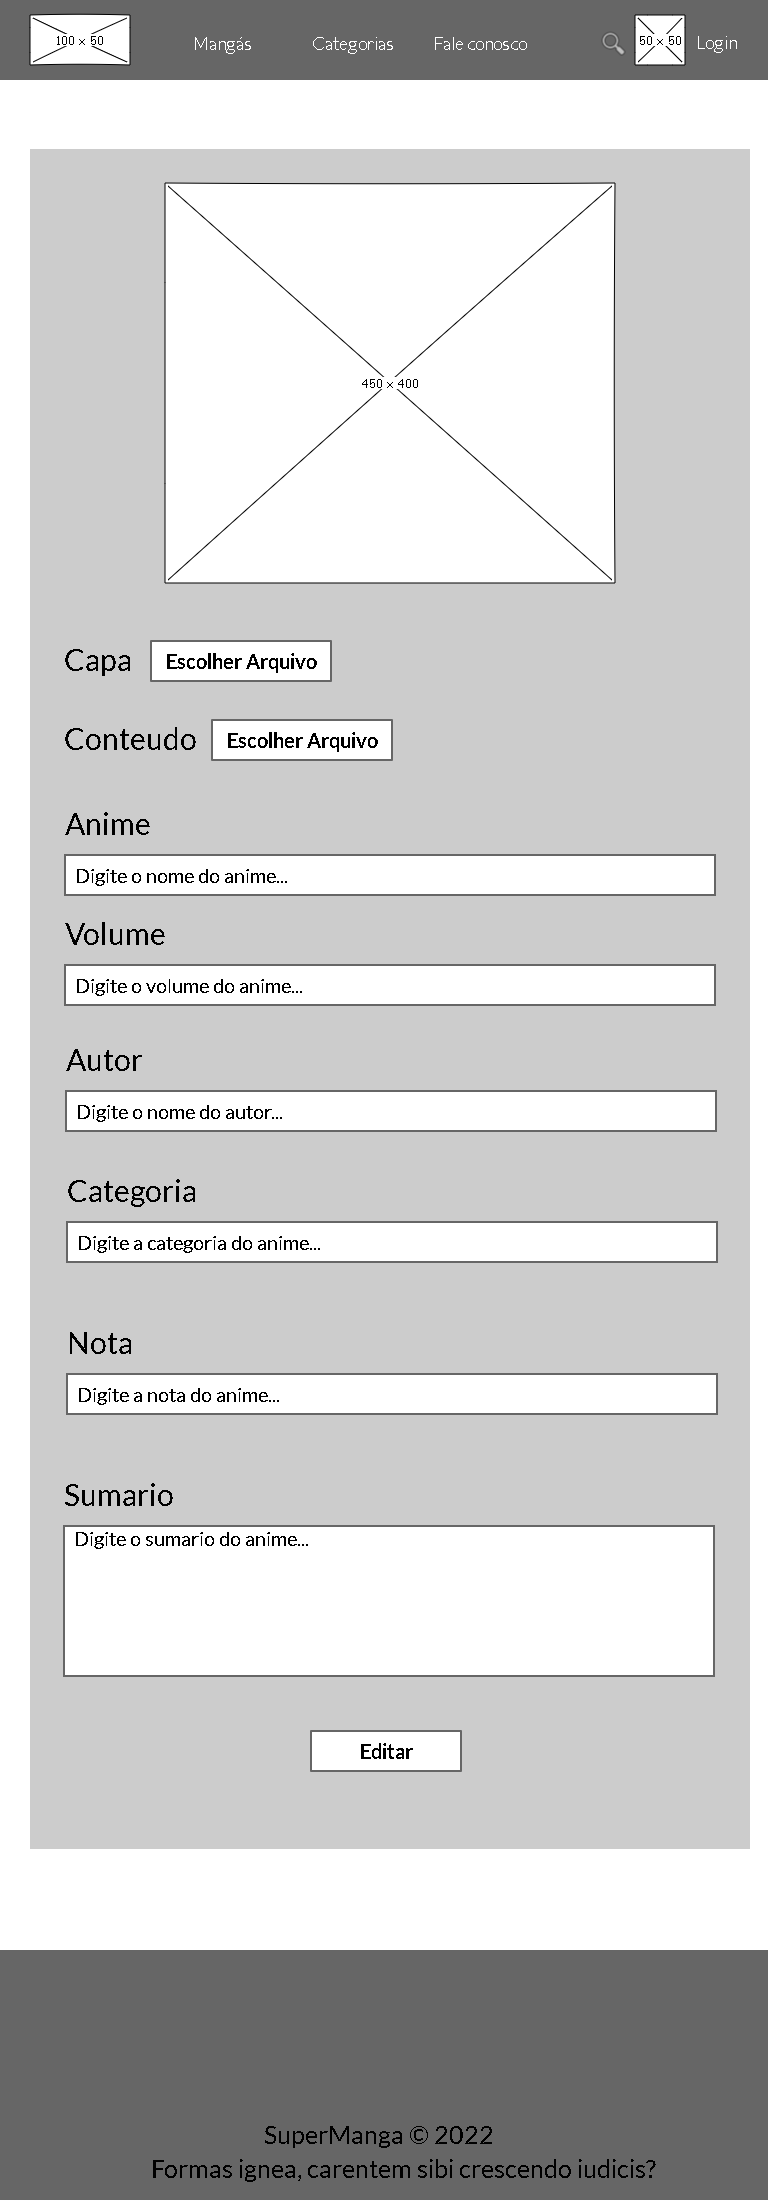 100 x 50
Mangás
Categorias
Fale conosco
50 x 50
Login
450 x 400
Capa
Escolher Arquivo
Conteudo
Escolher Arquivo
Anime
Digite o nome do anime...
Volume
Digite o volume do anime...
Autor
Digite o nome do autor...
Categoria
Digite a categoria do anime...
Nota
Digite a nota do anime...
Sumario
Digite o sumario do anime...
Editar
SuperManga © 2022
Formas ignea, carentem sibi crescendo iudicis?